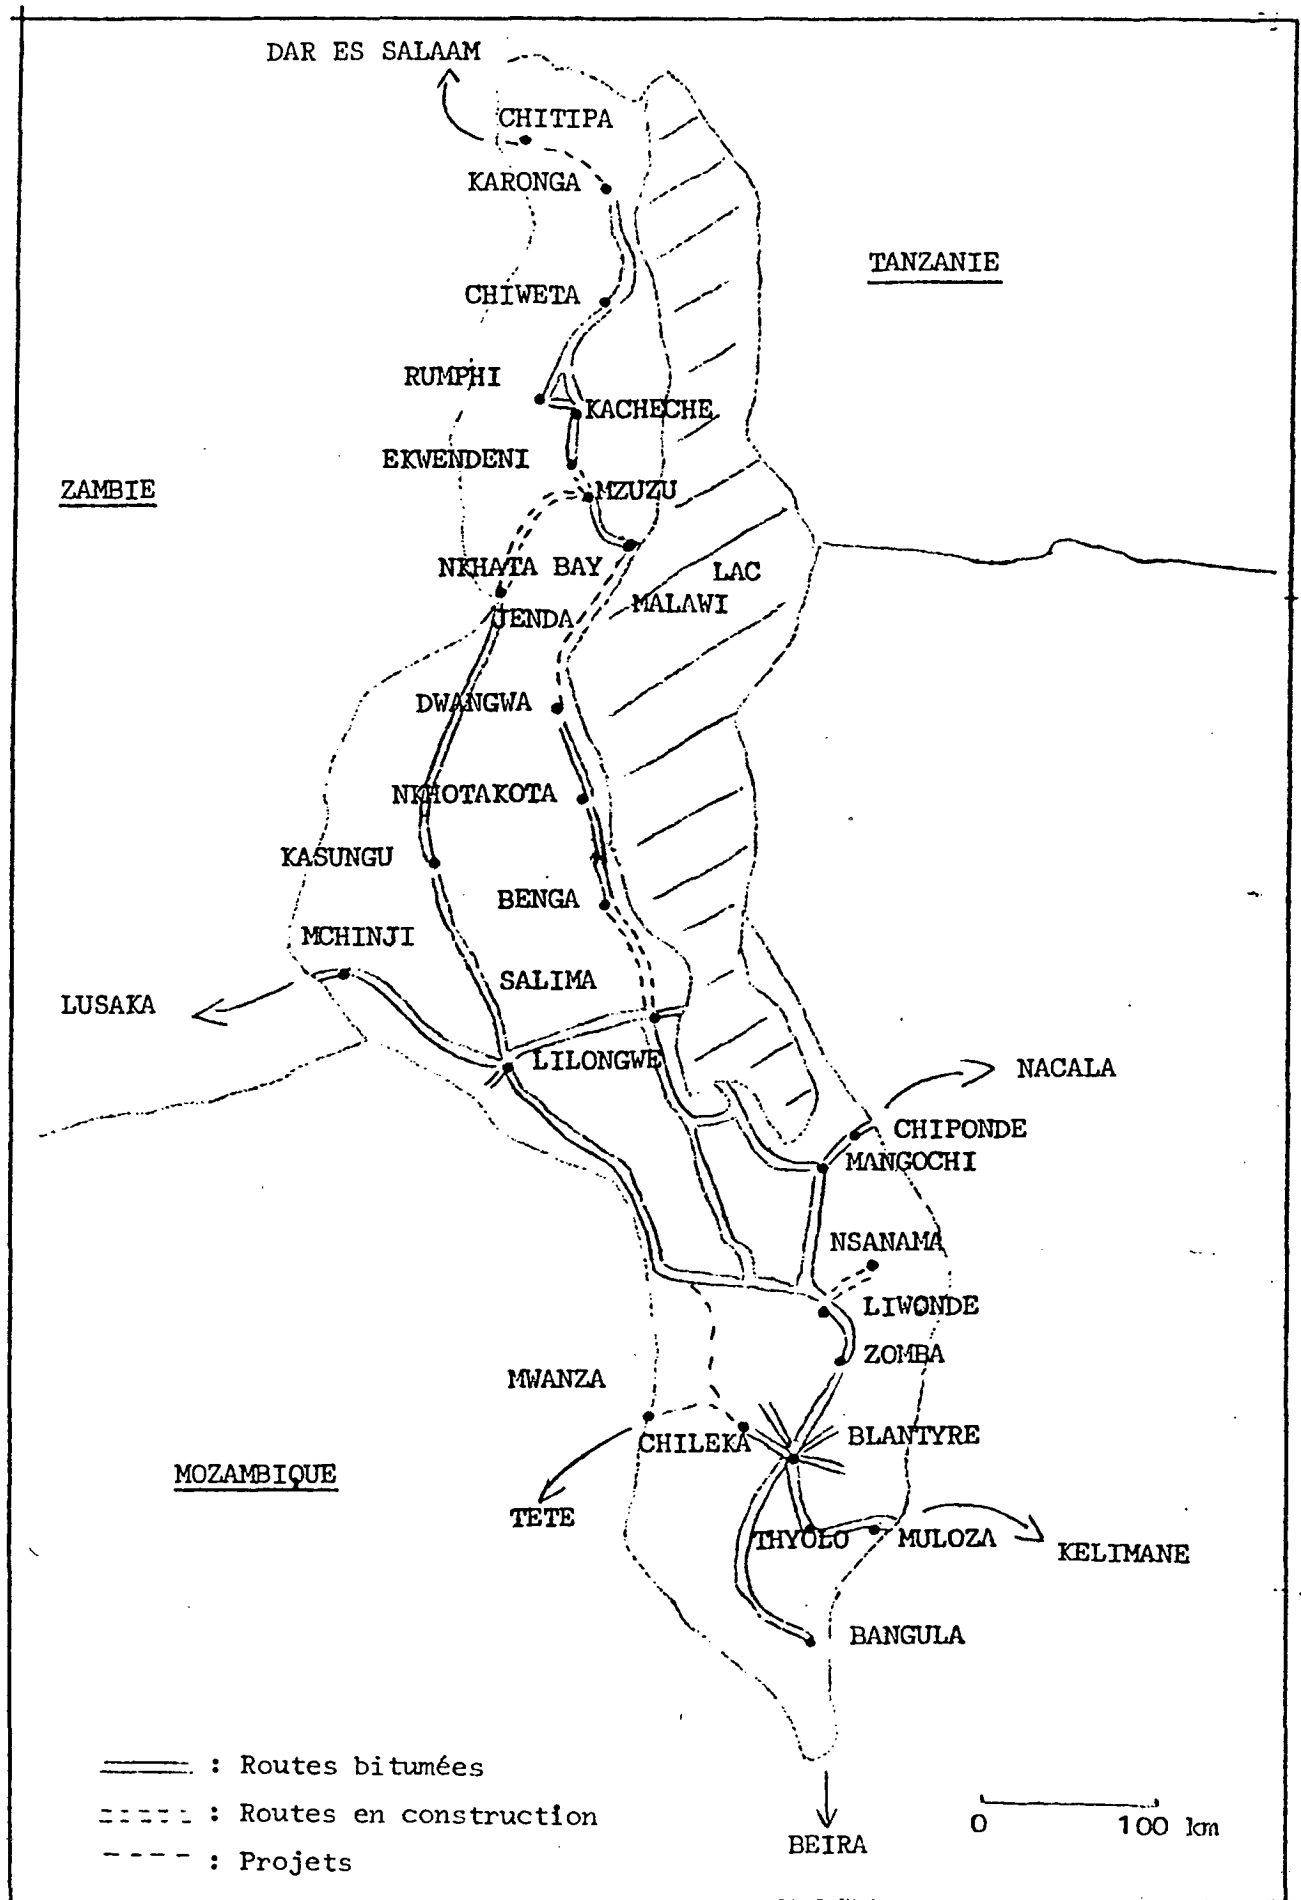 DAR ES SALAAM
CHITIPA
KARONGA
TANZANIE
CHIWETA
RUMPHI
KACHECHE
EKWENDENI
ZAMBIE
MZUZU
NKHATA BAY
LAC
MALAWI
JENDA
DWANGWA
NKHOTAKOTA
KASUNGU
BENGA
MCHINJI
SALIMA
LUSAKA
LILONGWE
NACALA
CHIPONDE
MANGOCHI
NSANAMA
LIWONDE
ZOMBA
MWANZA
BLANTYRE
CHILEKA
MOZAMBIQUE
TETE
THYOLO
MULOZA
KELIMANE
BANGULA
: Routes bitumées
: Routes en construction
: Projets
0 100 km
BEIRA